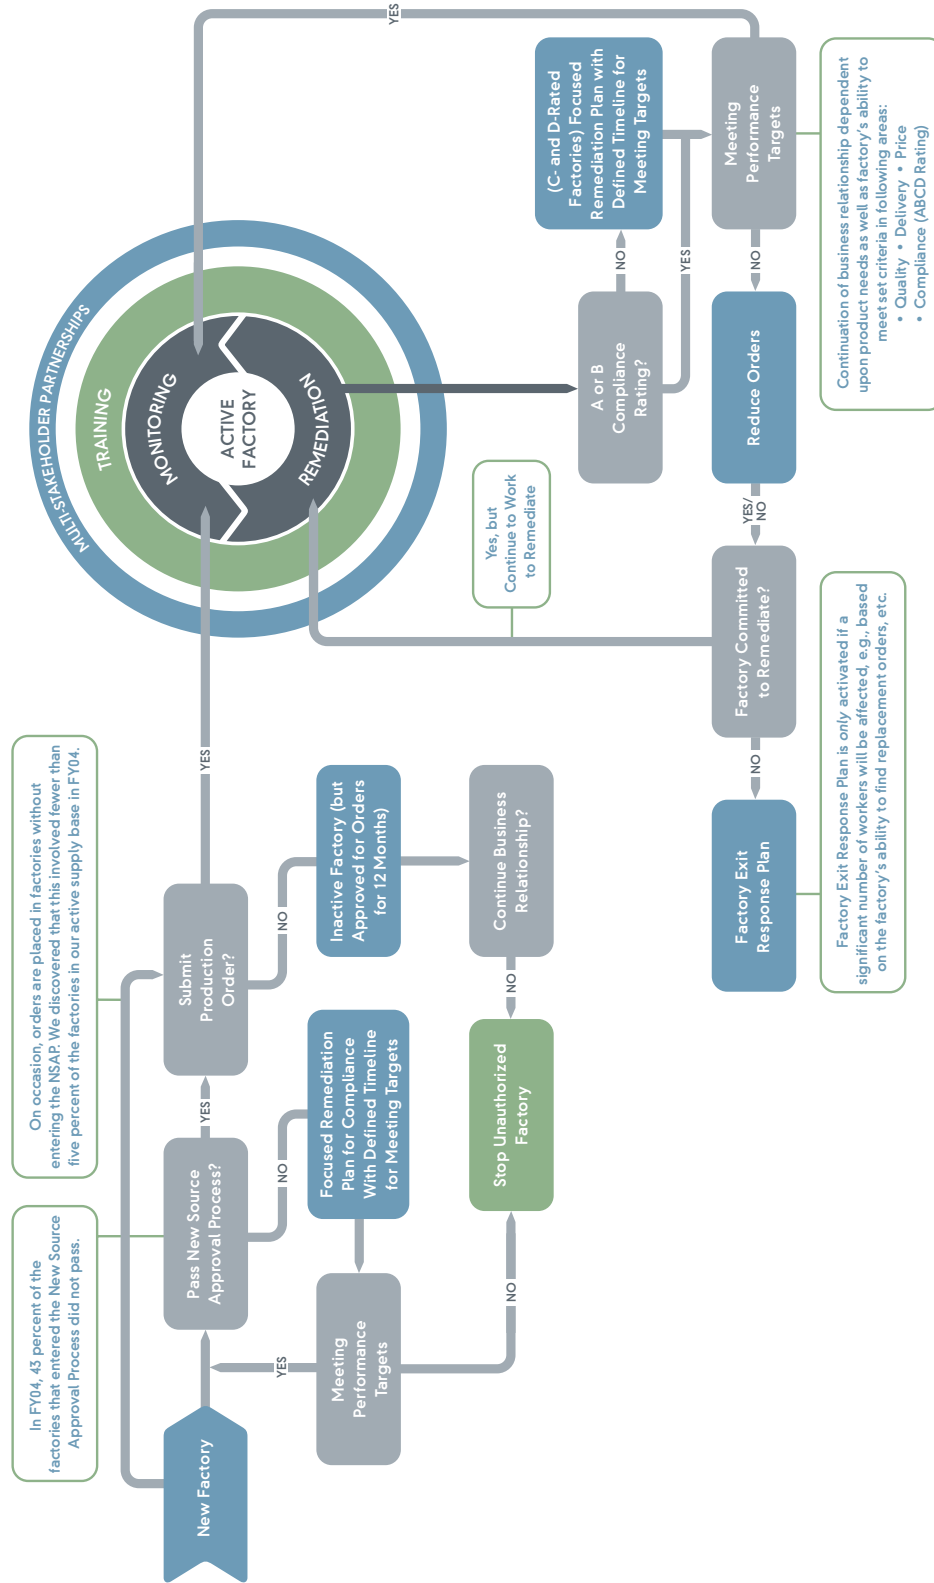 In FY04, 43 percent of the
factories that entered the New Source
Approval Process did not pass.
On occasion, orders are placed in factories without
entering the NSAP. We discovered that this involved fewer than
five percent of the factories in our active supply base in FY04.
New Factory
Pass New Source
Approval Process?
YES
Submit
Production
Order?
YES
MULTI-STAKEHOLDER PARTNERSHIPS
TRAINING
MONITORING
ACTIVE
FACTORY
REMEDIATION
YES
YES
NO
NO
Meeting
Performance
Targets
Focused Remediation
Plan for Compliance
With Defined Timeline
for Meeting Targets
Inactive Factory (but
Approved for Orders
for 12 Months)
NO
Stop Unauthorized
Factory
NO
Continue Business
Relationship?
Yes, but
Continue to Work
to Remediate
A or B
Compliance
Rating?
NO
YES
(C- and D-Rated
Factories) Focused
Remediation Plan with
Defined Timeline for
Meeting Targets
Factory Exit
Response Plan
NO
Factory Committed
to Remediate?
YES/
NO
Reduce Orders
NO
Meeting
Performance
Targets
Factory Exit Response Plan is only activated if a
significant number of workers will be affected, e.g., based
on the factory's ability to find replacement orders, etc.
Continuation of business relationship dependent
upon product needs as well as factory's ability to
meet set criteria in following areas:
• Quality • Delivery • Price
• Compliance (ABCD Rating)